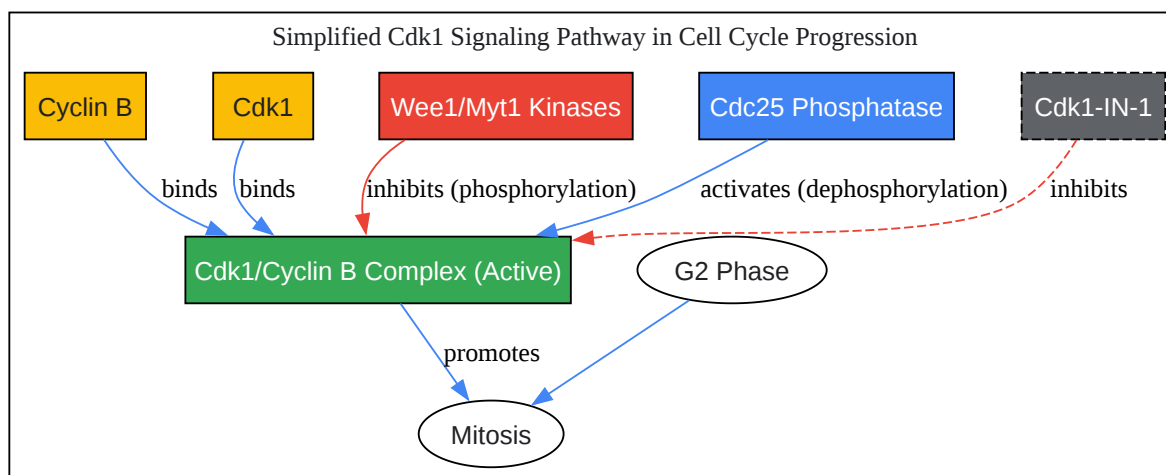 Simplified Cdk1 Signaling Pathway in Cell Cycle Progression
Cyclin B
Cdk1
Wee1/Myt1 Kinases
Cdc25 Phosphatase
Cdk1-IN-1
binds
binds
inhibits (phosphorylation)
activates (dephosphorylation)
inhibits
Cdk1/Cyclin B Complex (Active)
G2 Phase
promotes
Mitosis